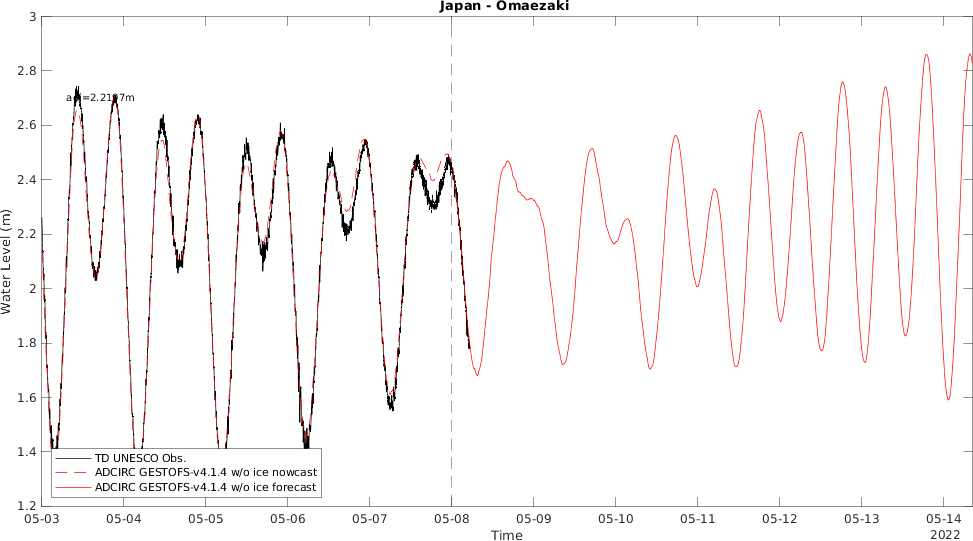 Japan - Omaezaki
3
2.8
2.6
2.4
2.2
2
1.8
1.6
1.4
1.2
Water Level (m)
TD UNESCO Obs.
ADCIRC GESTOFS-v4.1.4 w/o ice nowcast
ADCIRC GESTOFS-v4.1.4 w/o ice forecast
05-03 05-04 05-05 05-06 05-07 05-08 05-09 05-10 05-11 05-12 05-13 05-14
Time
2022